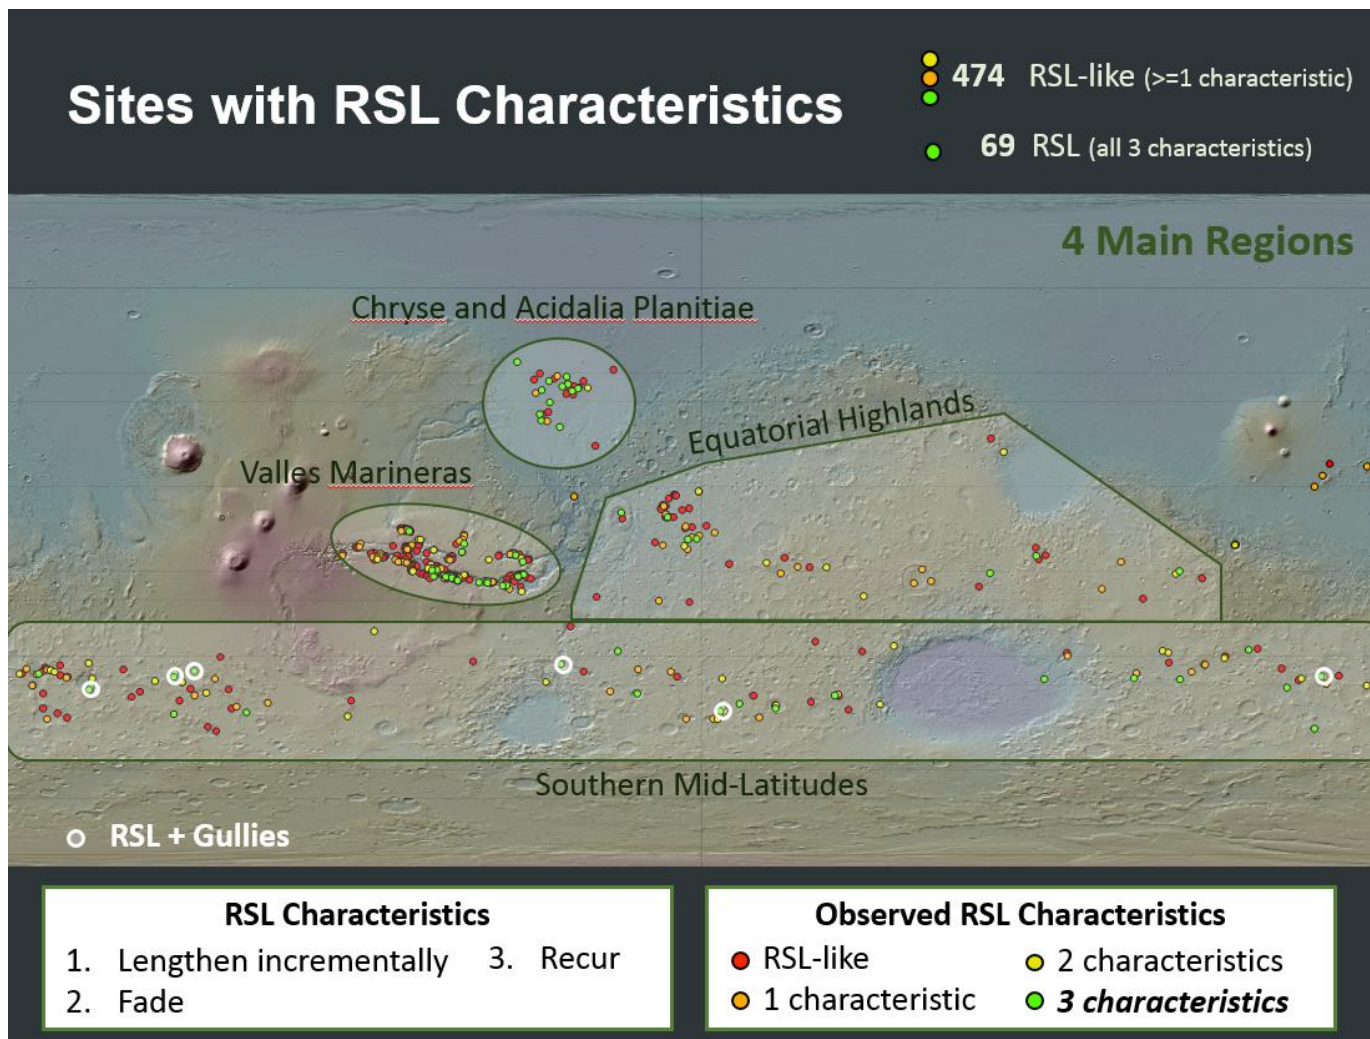 Sites with RSL Characteristics
474 RSL-like (>=1 characteristic)
69 RSL (all 3 characteristics)
4 Main Regions
Chryse and Acidalia Planitiae
Equatorial Highlands
Valles Marineras
Southern Mid-Latitudes
RSL + Gullies
RSL Characteristics
1. Lengthen incrementally
2. Fade
3. Recur
Observed RSL Characteristics
RSL-like
1 characteristic
2 characteristics
3 characteristics